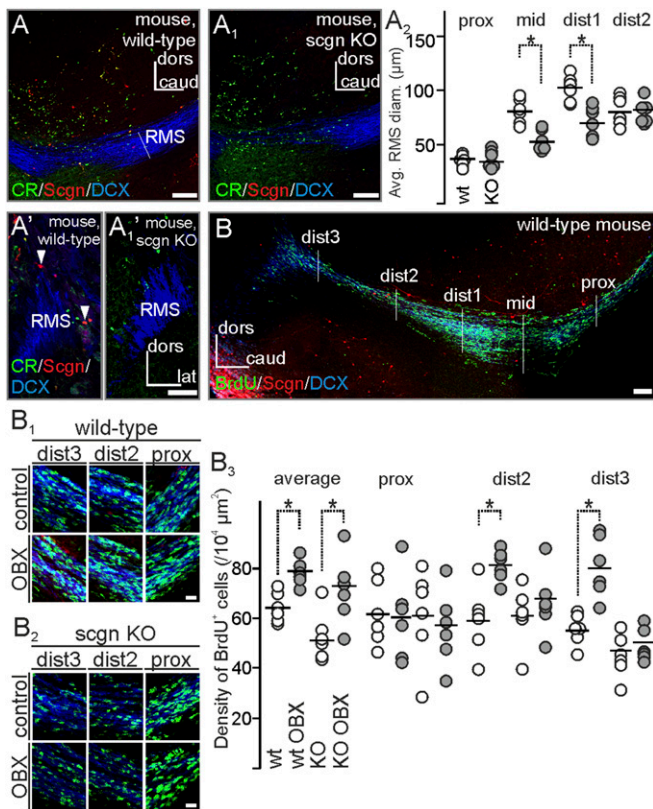 A
mouse,
wild-type
dors
caud
RMS
CR/Scgn/DCX
A1
mouse,
scgn KO
dors
caud
CR/Scgn/DCX
A2
prox mid dist1 dist2
* *
Avg. RMS diam. (µm)
150
100
50
wt
KO
A'
mouse,
wild-type
RMS
CR/Scgn/
DCX
A1'
mouse,
scgn KO
RMS
dors
lat
B
wild-type mouse
dist3
dist2
dist1
mid
prox
dors
caud
BrdU/Scgn/DCX
B1
wild-type
dist3 dist2 prox
control
OBX
B2
scgn KO
dist3 dist2 prox
control
OBX
B3
average prox dist2 dist3
* * * *
Density of BrdU+ cells (/10⁴ µm²)
80
60
40
20
wt
wt OBX
KO
KO OBX